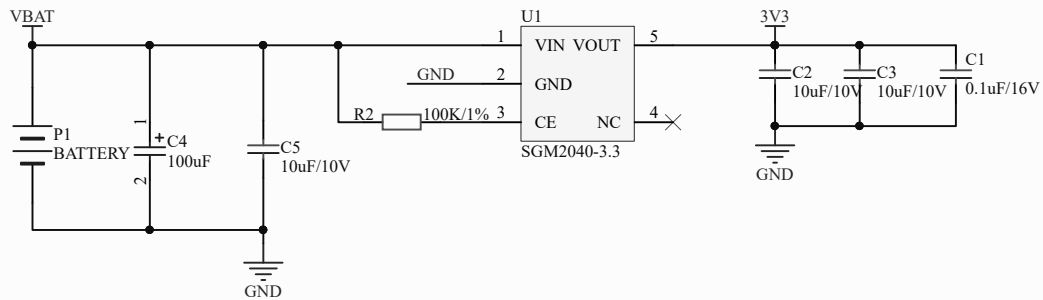 VBAT
U1
3V3
1
VIN
VOUT
5
GND
2
GND
C2
10uF/10V
C3
10uF/10V
C1
0.1uF/16V
R2
100K/1%
3
CE
NC
4
SGM2040-3.3
P1
BATTERY
1
+
C4
100uF
2
C5
10uF/10V
GND
GND